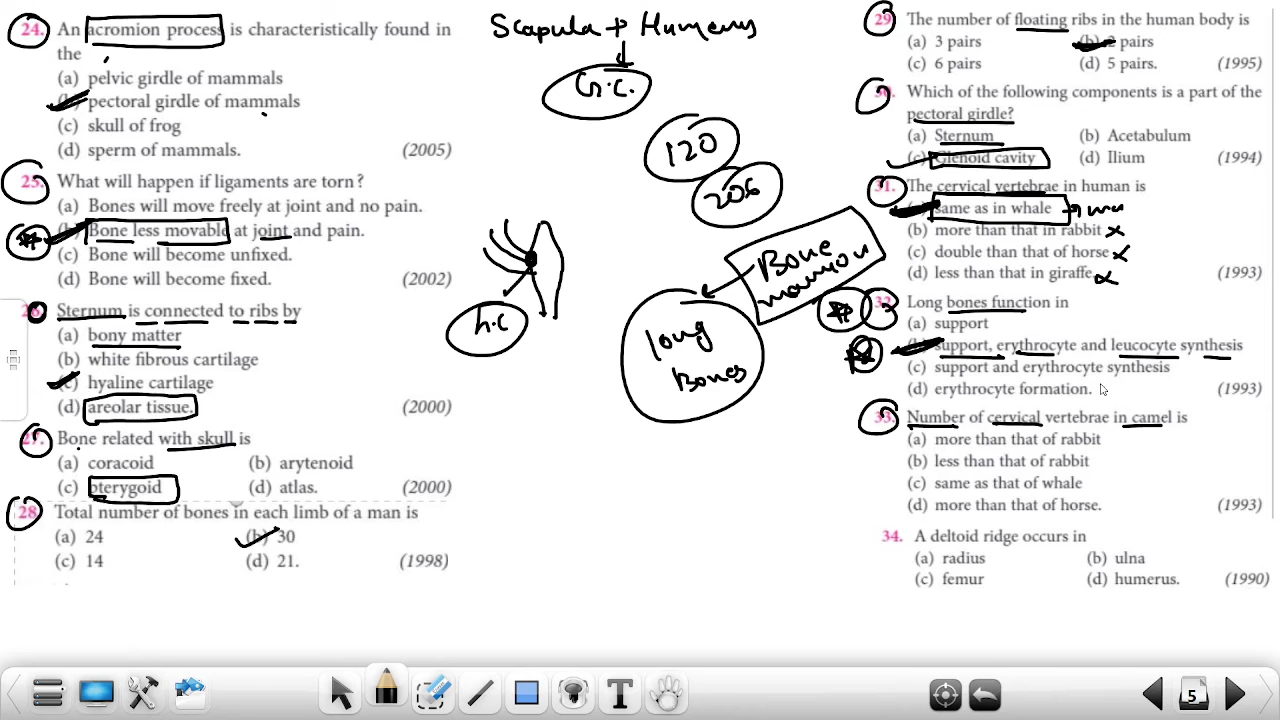 24. An acromion process is characteristically found in
the
(a) pelvic girdle of mammals
pectoral girdle of mammals
(c) skull of frog
(d) sperm of mammals. (2005)
25. What will happen if ligaments are torn?
(a) Bones will move freely at joint and no pain.
Bone less movable at joint and pain.
(c) Bone will become unfixed.
(d) Bone will become fixed. (2002)
Sternum is connected to ribs by
(a) bony matter
(b) white fibrous cartilage
hyaline cartilage
(d) areolar tissue. (2000)
27. Bone related with skull is
(a) coracoid (b) arytenoid
(c) pterygoid (d) atlas. (2000)
28. Total number of bones in each limb of a man is
(a) 24 (b) 30
(c) 14 (d) 21. (1998)
Scapula + Humerus
G.C.
120
206
h.c
Bone
marrow
long
Bones
29. The number of floating ribs in the human body is
(a) 3 pairs (b) 2 pairs
(c) 6 pairs (d) 5 pairs. (1995)
30. Which of the following components is a part of the
pectoral girdle?
(a) Sternum (b) Acetabulum
(c) Glenoid cavity (d) Ilium (1994)
31. The cervical vertebrae in human is
same as in whale
(b) more than that in rabbit
(c) double than that of horse
(d) less than that in giraffe. (1993)
32. Long bones function in
(a) support
support, erythrocyte and leucocyte synthesis
(c) support and erythrocyte synthesis
(d) erythrocyte formation. (1993)
33. Number of cervical vertebrae in camel is
(a) more than that of rabbit
(b) less than that of rabbit
(c) same as that of whale
(d) more than that of horse. (1993)
34. A deltoid ridge occurs in
(a) radius (b) ulna
(c) femur (d) humerus. (1990)
5